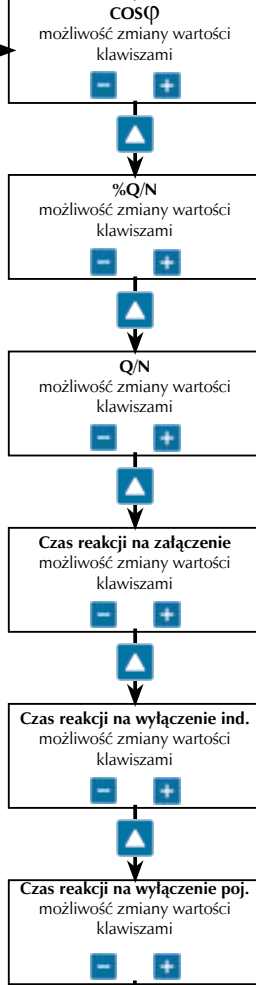 COSφ
możliwość zmiany wartości
klawiszami
- +
%Q/N
możliwość zmiany wartości
klawiszami
- +
Q/N
możliwość zmiany wartości
klawiszami
- +
Czas reakcji na załączenie
możliwość zmiany wartości
klawiszami
- +
Czas reakcji na wyłączenie ind.
możliwość zmiany wartości
klawiszami
- +
Czas reakcji na wyłączenie poj.
możliwość zmiany wartości
klawiszami
- +